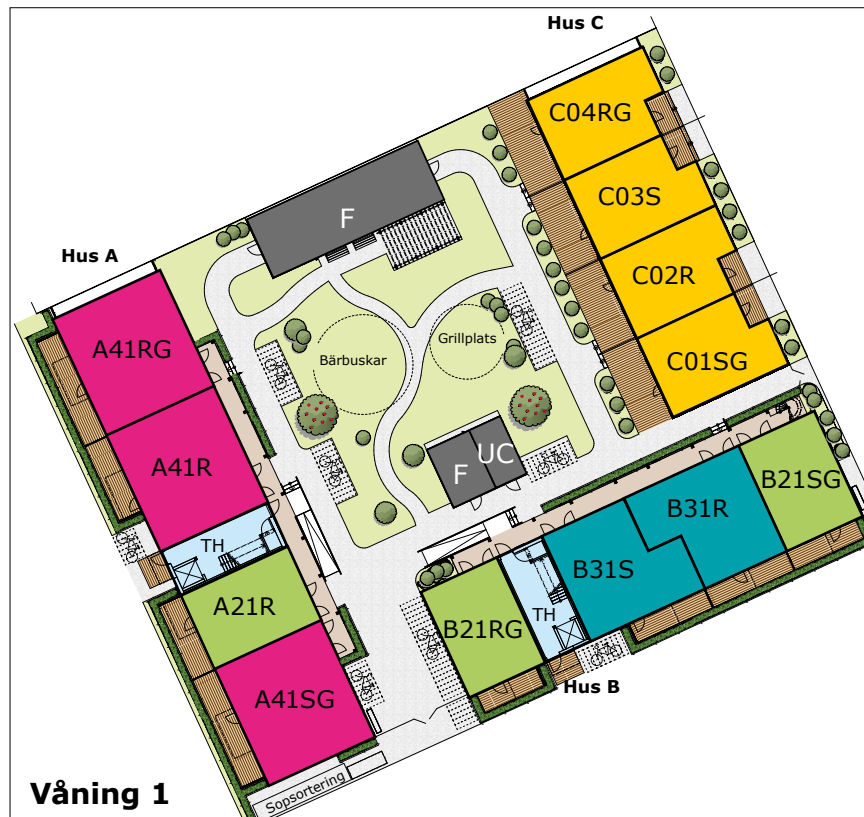 Hus C
C04RG
C03S
F
Hus A
C02R
A41RG
Bärbuskar
Grillplats
C01SG
A41R
F
UC
B21SG
B31R
TH
B31S
A21R
B21RG
TH
Hus B
A41SG
Våning 1
Sopsortering